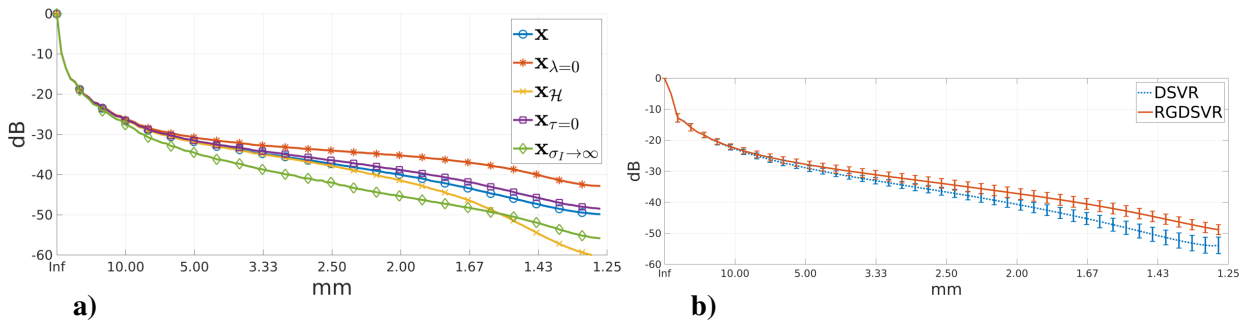 0
-10
-20
-30
-40
-50
-60
dB
Inf 10.00 5.00 3.33 2.50 2.00 1.67 1.43 1.25
mm
x
x_{λ=0}
x_ℋ
x_{τ=0}
x_{σ_I→∞}
a)
0
-10
-20
-30
-40
-50
-60
dB
Inf 10.00 5.00 3.33 2.50 2.00 1.67 1.43 1.25
mm
DSVR
RGDSVR
b)